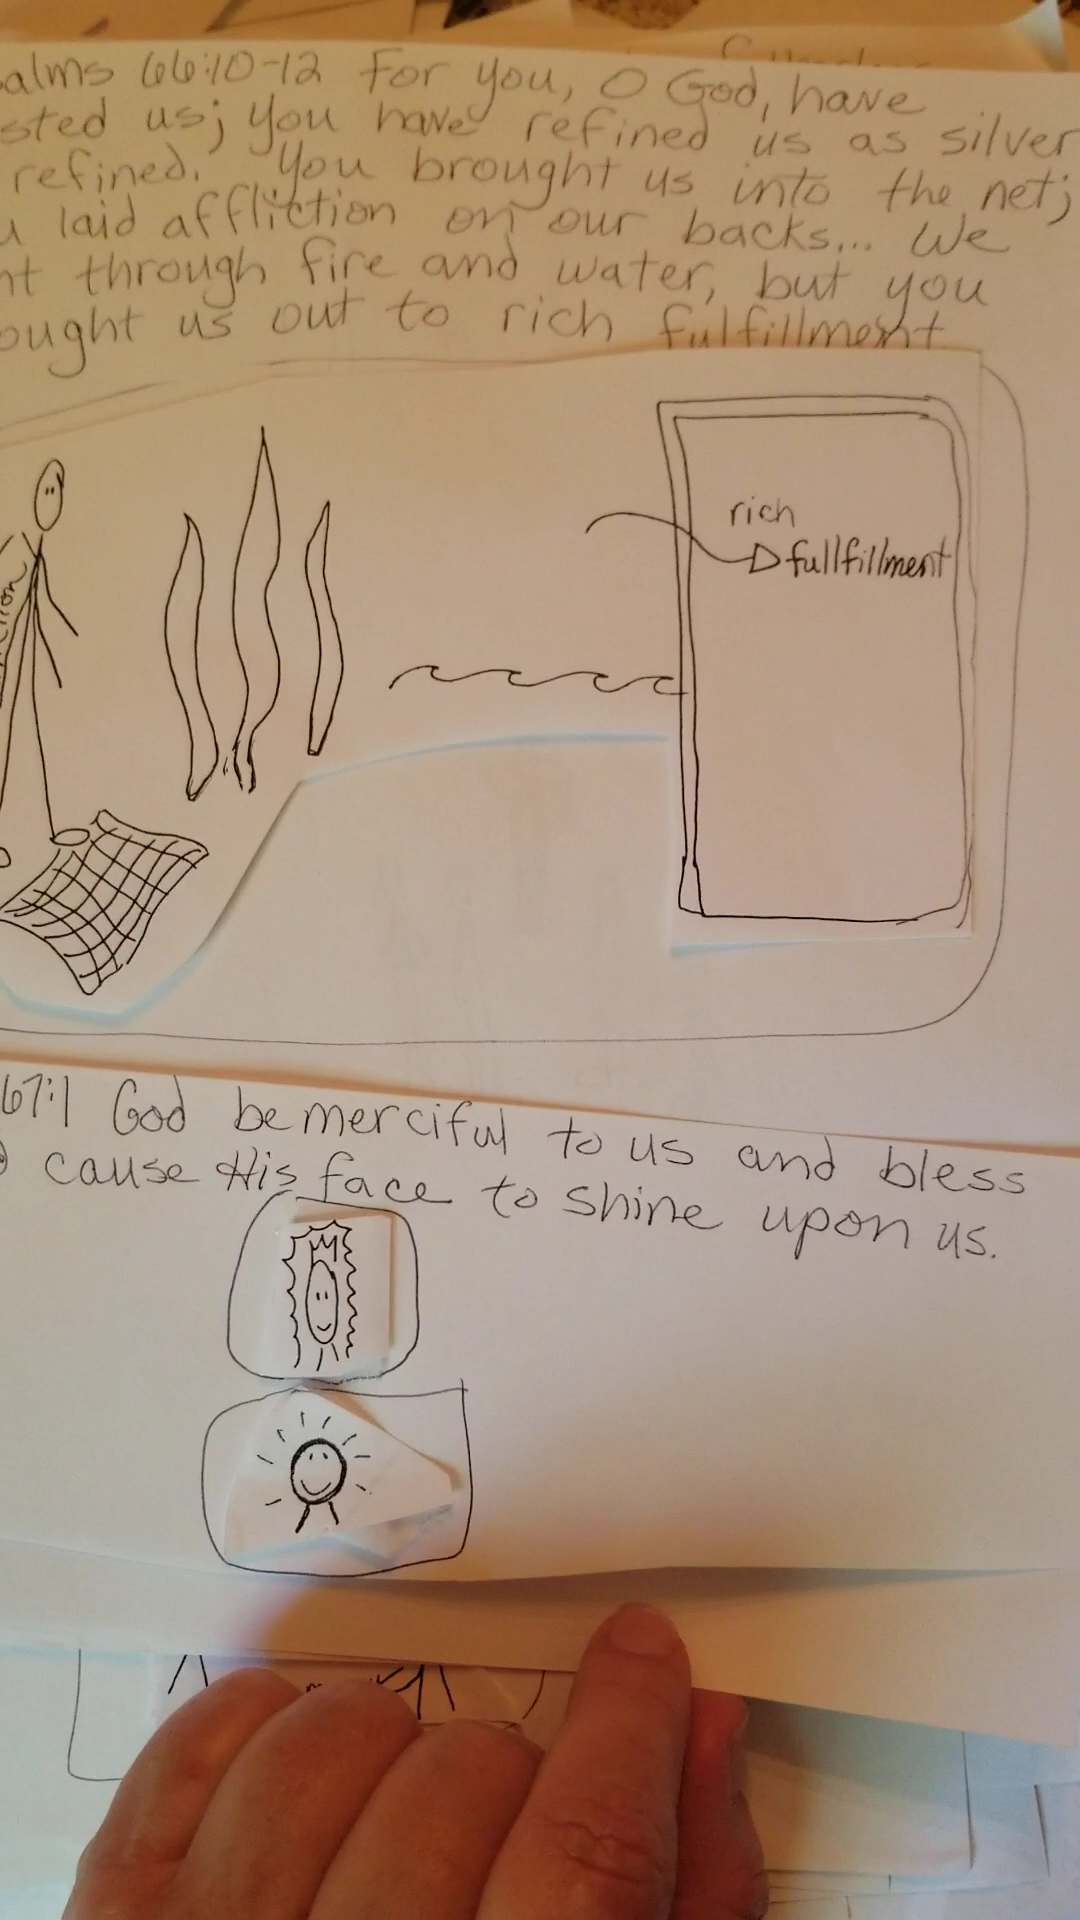 alms 66:10-12 For you, O God, have
sted us; you have refined us as silver
refined. You brought us into the net;
u laid affliction on our backs... We
nt through fire and water, but you
ought us out to rich fulfillment
rich
fullfillment
67:1 God be merciful to us and bless
cause His face to shine upon us.